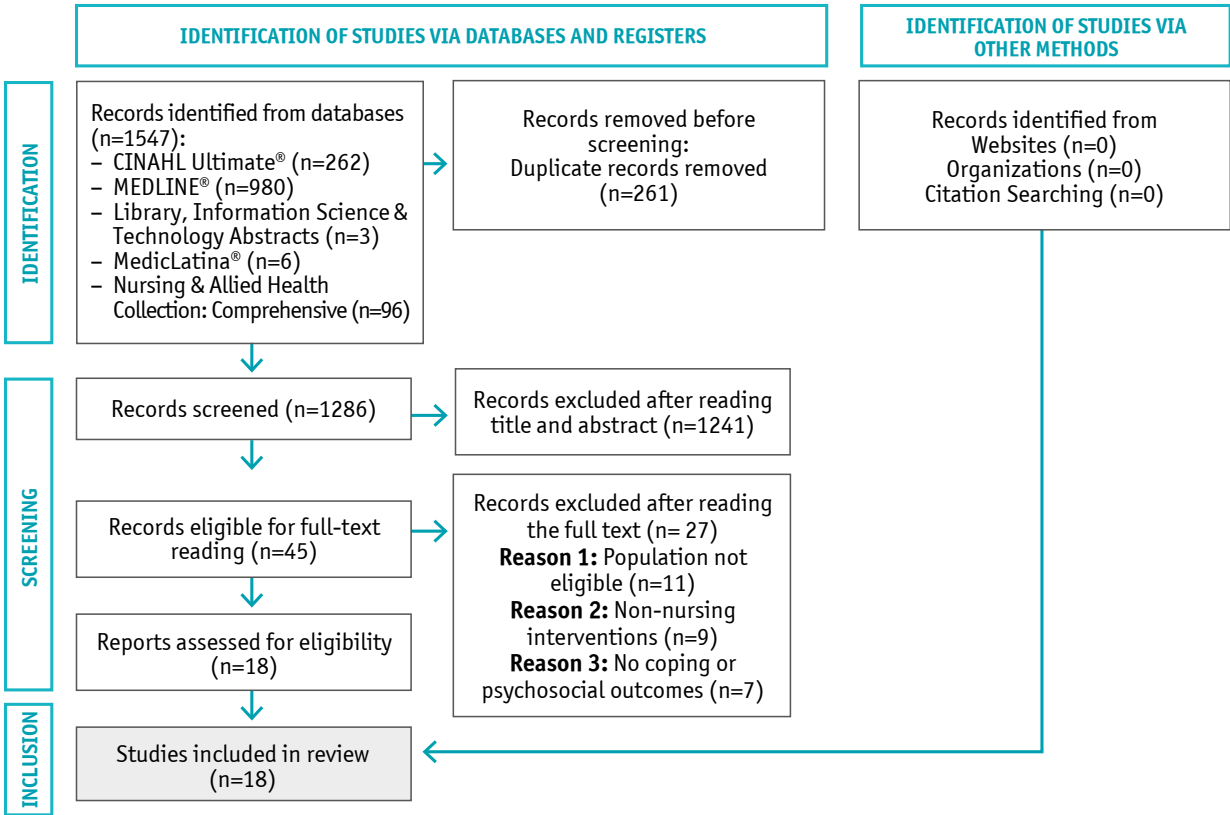 IDENTIFICATION OF STUDIES VIA DATABASES AND REGISTERS
IDENTIFICATION OF STUDIES VIA
OTHER METHODS
IDENTIFICATION
Records identified from databases
(n=1547):
– CINAHL Ultimate® (n=262)
– MEDLINE® (n=980)
– Library, Information Science &
Technology Abstracts (n=3)
– MedicLatina® (n=6)
– Nursing & Allied Health
Collection: Comprehensive (n=96)
Records removed before
screening:
Duplicate records removed
(n=261)
Records identified from
Websites (n=0)
Organizations (n=0)
Citation Searching (n=0)
SCREENING
Records screened (n=1286)
Records excluded after reading
title and abstract (n=1241)
Records eligible for full-text
reading (n=45)
Records excluded after reading
the full text (n= 27)
Reason 1: Population not
eligible (n=11)
Reason 2: Non-nursing
interventions (n=9)
Reason 3: No coping or
psychosocial outcomes (n=7)
Reports assessed for eligibility
(n=18)
INCLUSION
Studies included in review
(n=18)